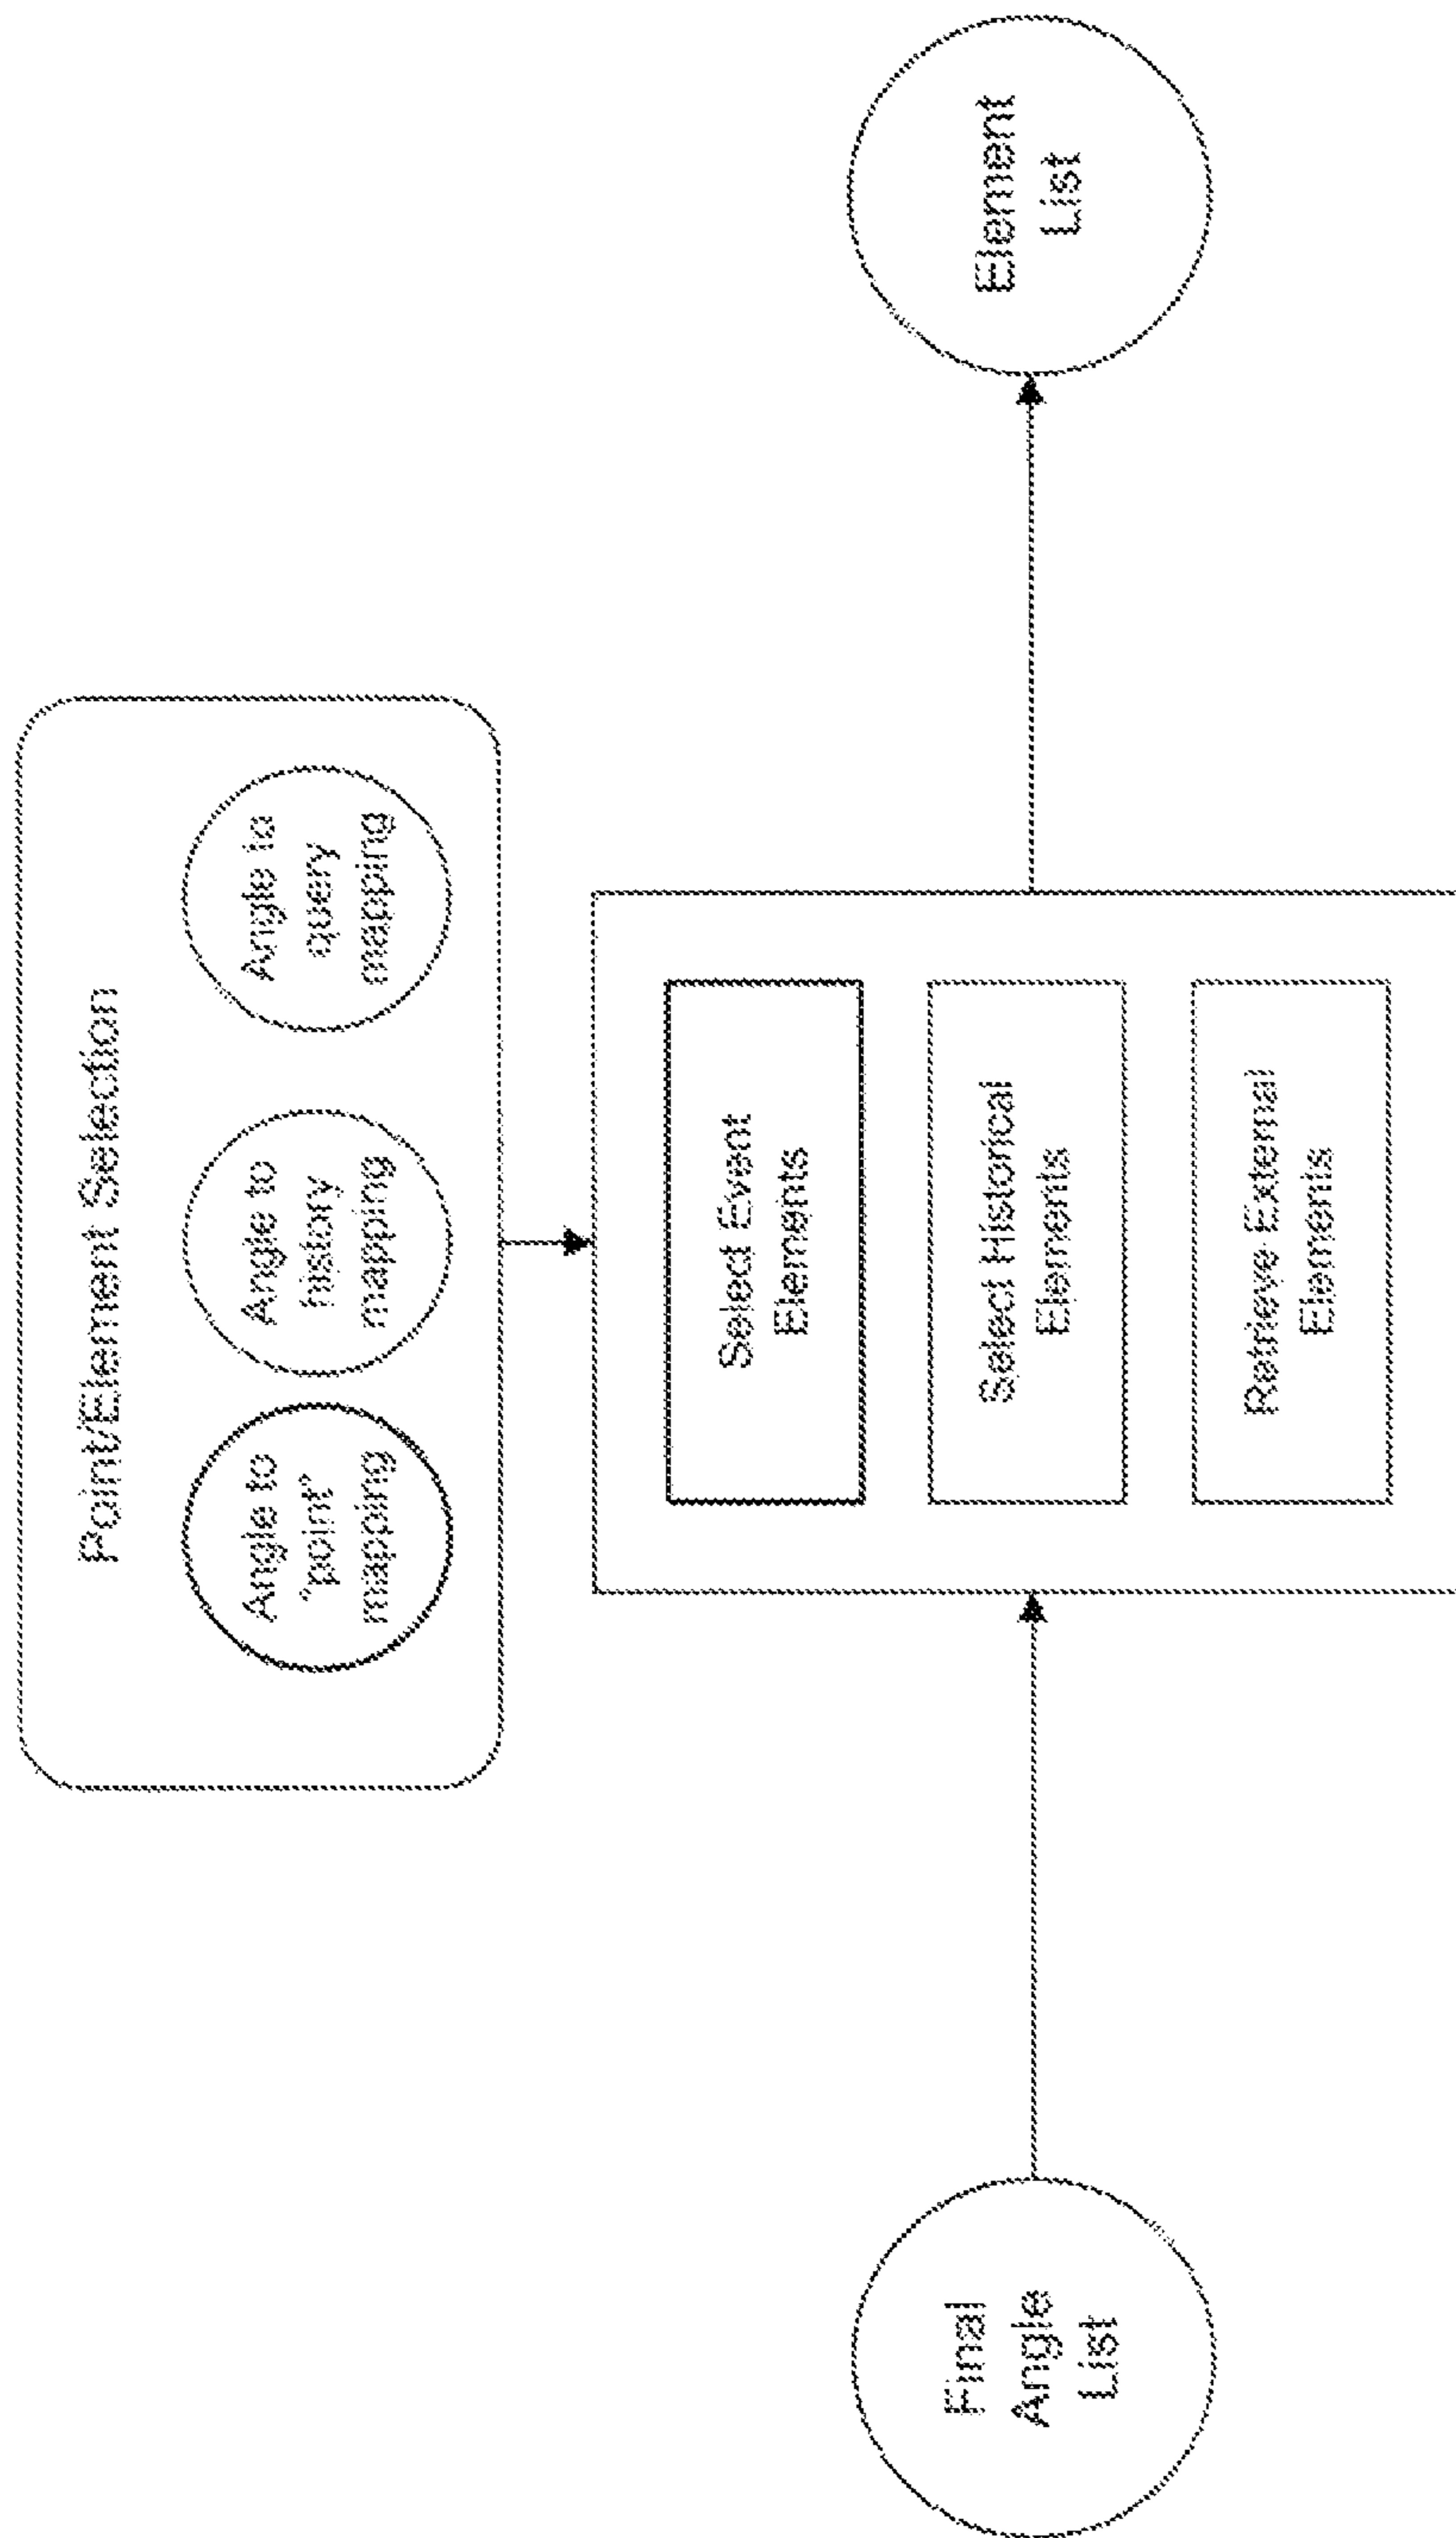 Point/Element Selection
Angle to
"point"
mapping
Angle to
history
mapping
Angle to
query
mapping
Select Event
Elements
Select Historical
Elements
Retrieve External
Elements
Final
Angle
List
Element
List